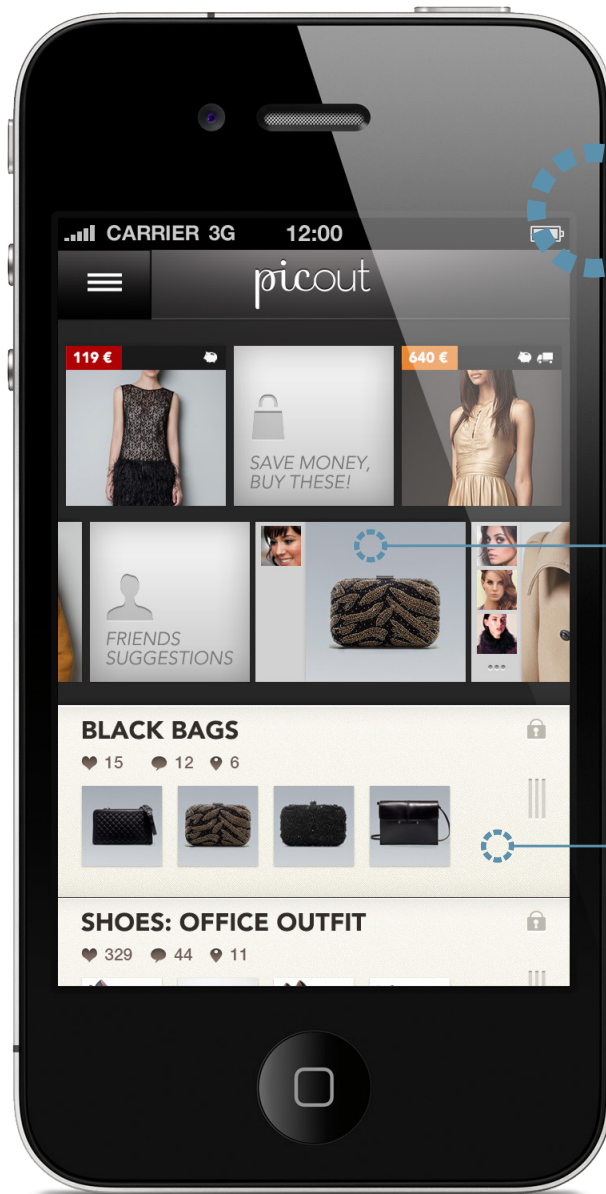 CARRIER 3G 12:00
picout
119 €
640 €
SAVE MONEY,
BUY THESE!
FRIENDS
SUGGESTIONS
BLACK BAGS
15 12 6
SHOES: OFFICE OUTFIT
329 44 11